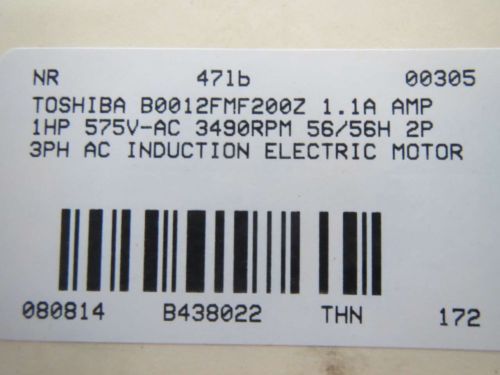 NR 471b 00305
TOSHIBA B0012FMF200Z 1.1A AMP
1HP 575V-AC 3490RPM 56/56H 2P
3PH AC INDUCTION ELECTRIC MOTOR
080814 B438022 THN 172